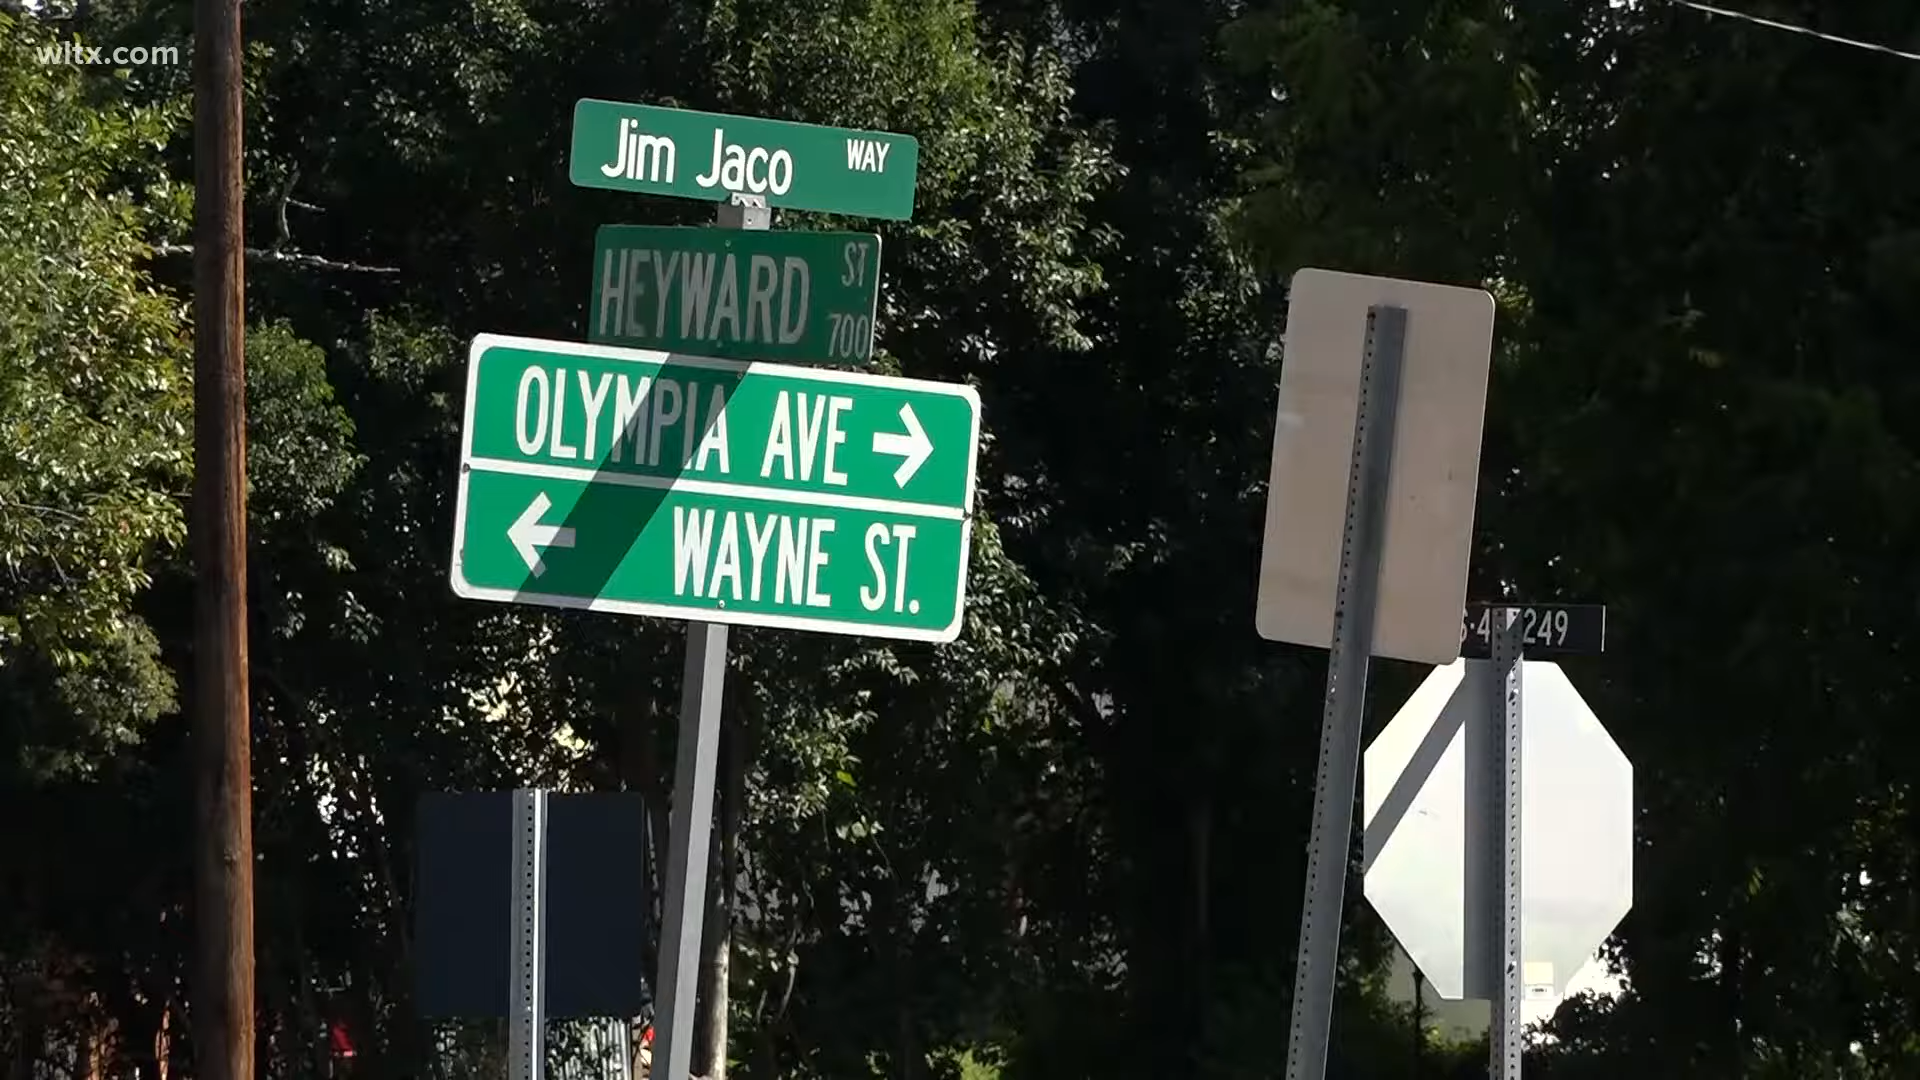 wltx.com
Jim Jaco WAY
HEYWARD ST
700
OLYMPIA AVE →
← WAYNE ST.
249